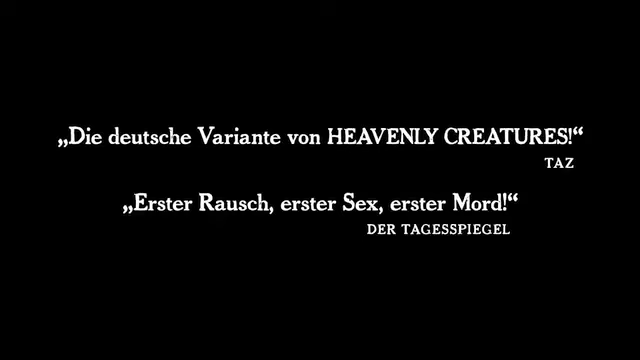 „Die deutsche Variante von HEAVENLY CREATURES!“
TAZ
„Erster Rausch, erster Sex, erster Mord!“
DER TAGESSPIEGEL